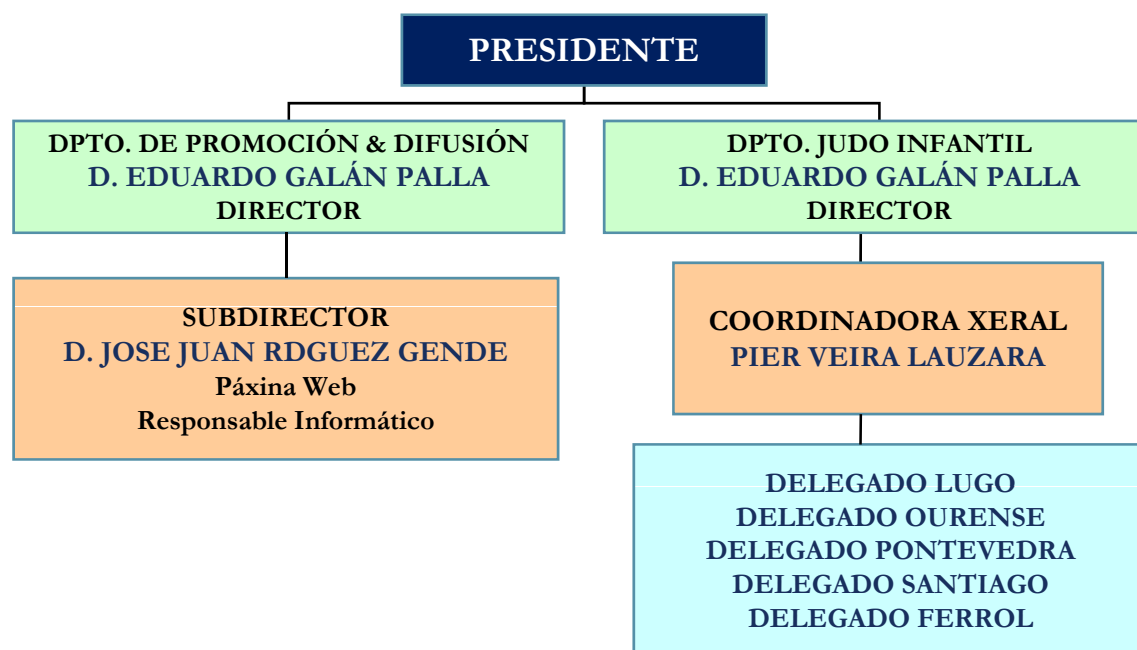 PRESIDENTE
DPTO. DE PROMOCIÓN & DIFUSIÓN
D. EDUARDO GALÁN PALLA
DIRECTOR
DPTO. JUDO INFANTIL
D. EDUARDO GALÁN PALLA
DIRECTOR
SUBDIRECTOR
D. JOSE JUAN RDGUEZ GENDE
Páxina Web
Responsable Informático
COORDINADORA XERAL
PIER VEIRA LAUZARA
DELEGADO LUGO
DELEGADO OURENSE
DELEGADO PONTEVEDRA
DELEGADO SANTIAGO
DELEGADO FERROL